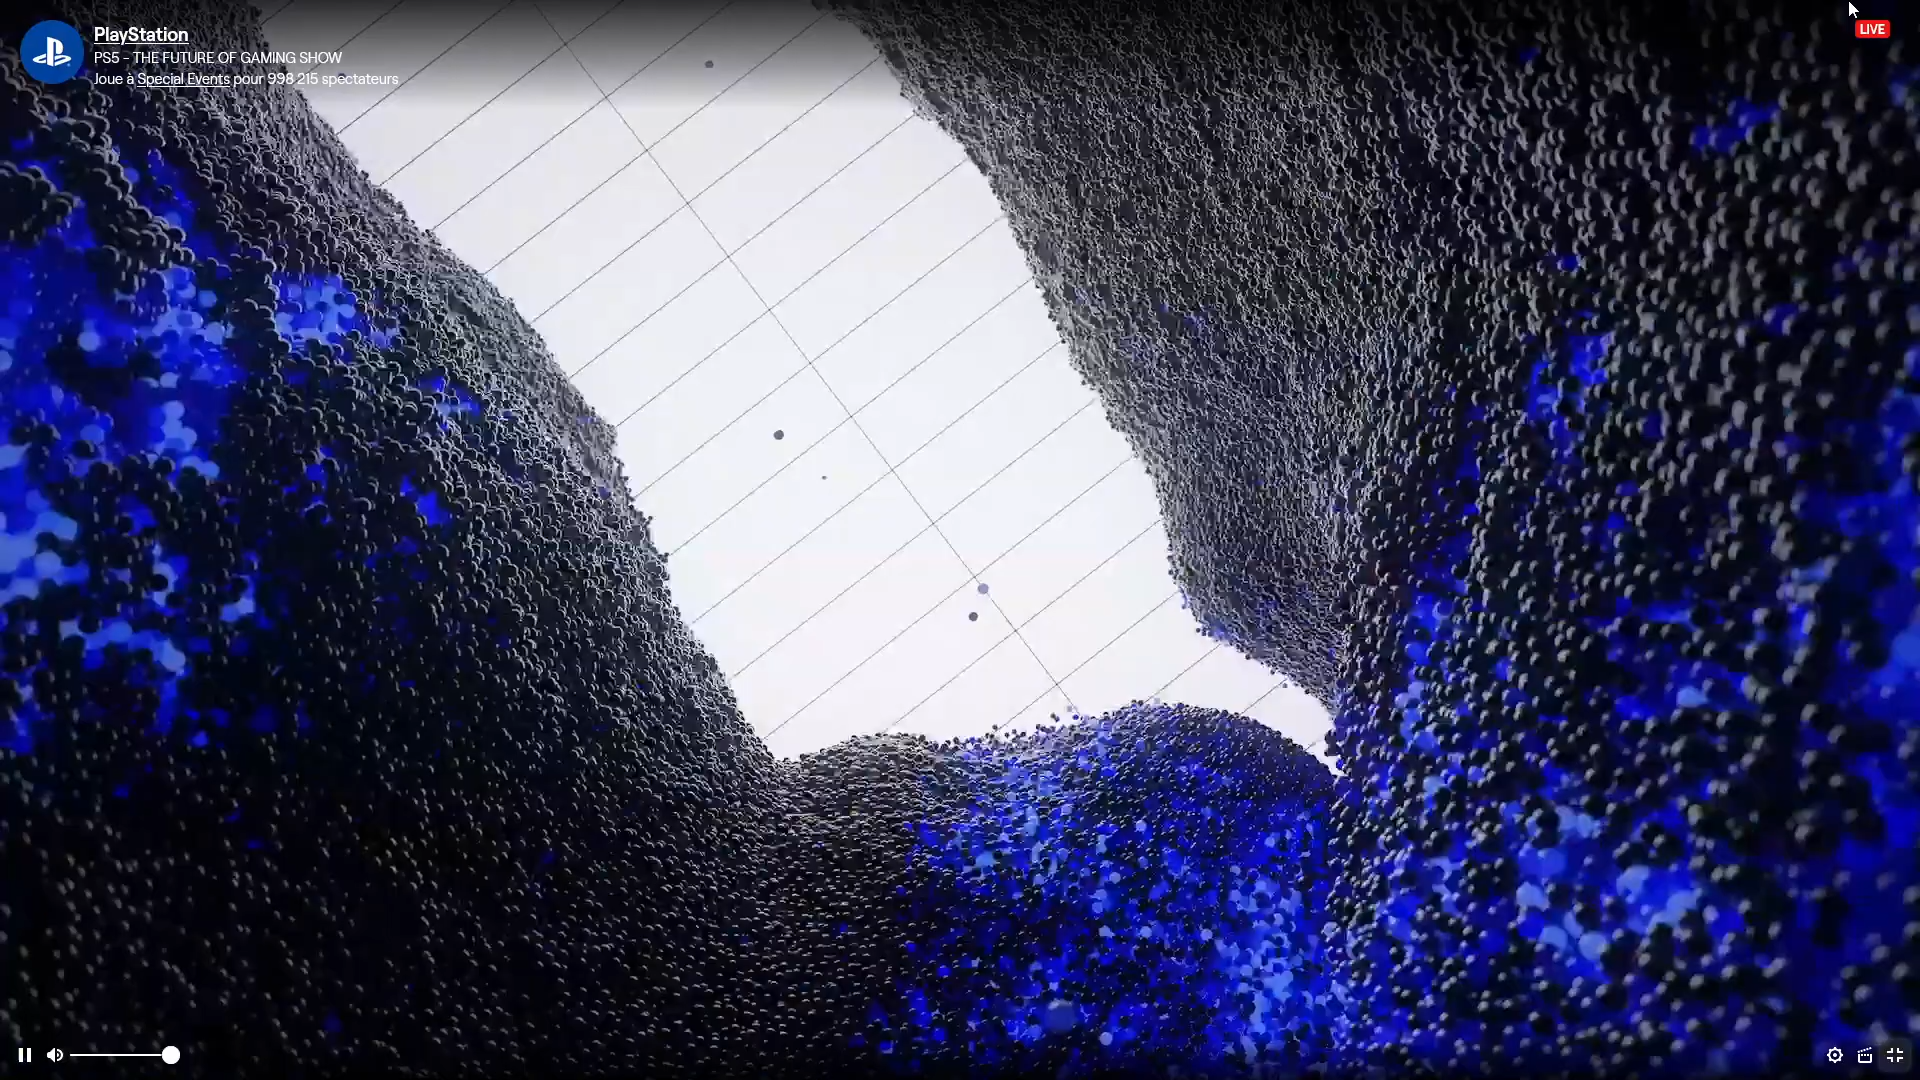 PlayStation
PS5 - THE FUTURE OF GAMING SHOW
Joue à Special Events pour 998 215 spectateurs
LIVE